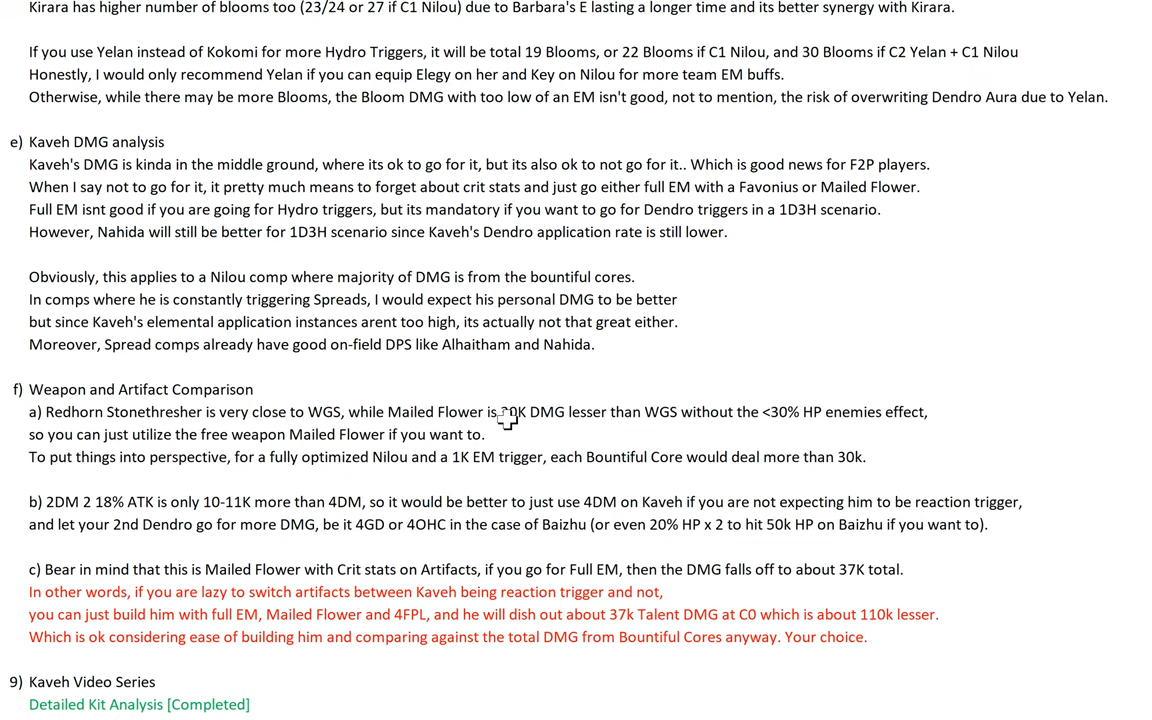 Kirara has higher number of blooms too (23/24 or 27 if C1 Nilou) due to Barbara's E lasting a longer time and its better synergy with Kirara.
If you use Yelan instead of Kokomi for more Hydro Triggers, it will be total 19 Blooms, or 22 Blooms if C1 Nilou, and 30 Blooms if C2 Yelan + C1 Nilou
Honestly, I would only recommend Yelan if you can equip Elegy on her and Key on Nilou for more team EM buffs.
Otherwise, while there may be more Blooms, the Bloom DMG with too low of an EM isn't good, not to mention, the risk of overwriting Dendro Aura due to Yelan.
e) Kaveh DMG analysis
Kaveh's DMG is kinda in the middle ground, where its ok to go for it, but its also ok to not go for it.. Which is good news for F2P players.
When I say not to go for it, it pretty much means to forget about crit stats and just go either full EM with a Favonius or Mailed Flower.
Full EM isnt good if you are going for Hydro triggers, but its mandatory if you want to go for Dendro triggers in a 1D3H scenario.
However, Nahida will still be better for 1D3H scenario since Kaveh's Dendro application rate is still lower.
Obviously, this applies to a Nilou comp where majority of DMG is from the bountiful cores.
In comps where he is constantly triggering Spreads, I would expect his personal DMG to be better
but since Kaveh's elemental application instances arent too high, its actually not that great either.
Moreover, Spread comps already have good on-field DPS like Alhaitham and Nahida.
f) Weapon and Artifact Comparison
a) Redhorn Stonethresher is very close to WGS, while Mailed Flower is DMG lesser than WGS without the <30% HP enemies effect,
so you can just utilize the free weapon Mailed Flower if you want to.
To put things into perspective, for a fully optimized Nilou and a 1K EM trigger, each Bountiful Core would deal more than 30k.
b) 2DM 2 18% ATK is only 10-11K more than 4DM, so it would be better to just use 4DM on Kaveh if you are not expecting him to be reaction trigger,
and let your 2nd Dendro go for more DMG, be it 4GD or 4OHC in the case of Baizhu (or even 20% HP x 2 to hit 50k HP on Baizhu if you want to).
c) Bear in mind that this is Mailed Flower with Crit stats on Artifacts, if you go for Full EM, then the DMG falls off to about 37K total.
In other words, if you are lazy to switch artifacts between Kaveh being reaction trigger and not,
you can just build him with full EM, Mailed Flower and 4FPL, and he will dish out about 37k Talent DMG at C0 which is about 110k lesser.
Which is ok considering ease of building him and comparing against the total DMG from Bountiful Cores anyway. Your choice.
9) Kaveh Video Series
Detailed Kit Analysis [Completed]